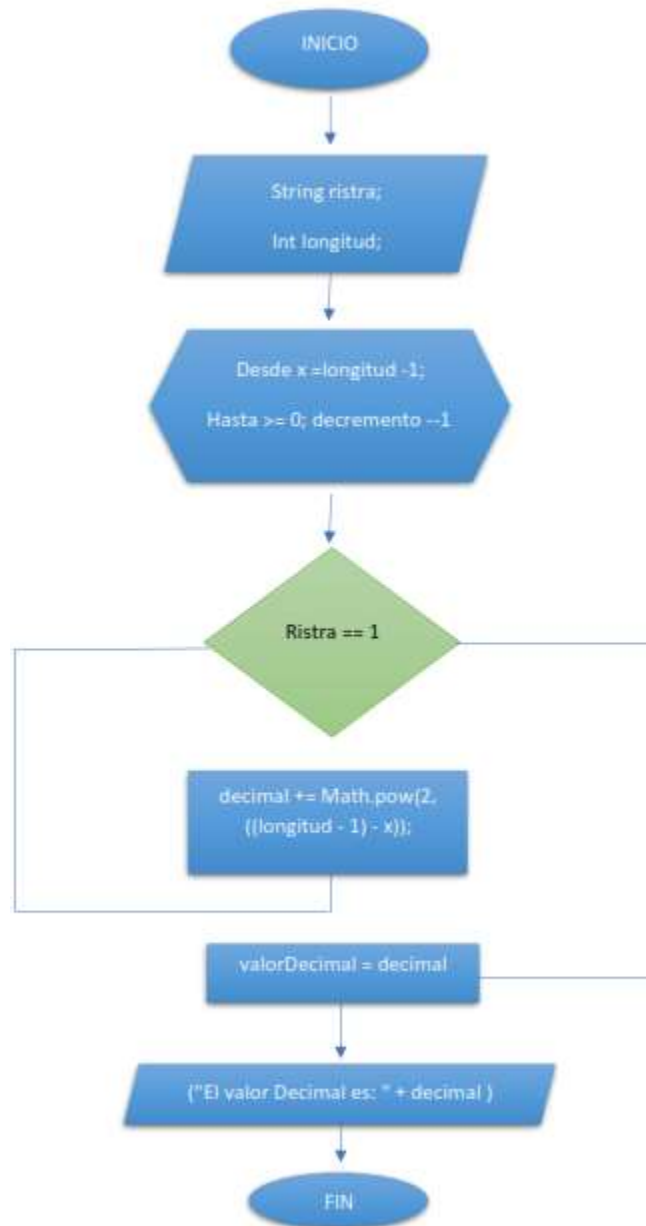 INICIO
String ristra;
Int longitud;
Desde x =longitud -1;
Hasta >= 0; decremento --1
Ristra == 1
decimal += Math.pow(2,
((longitud - 1) - x));
valorDecimal = decimal
("El valor Decimal es: " + decimal )
FIN